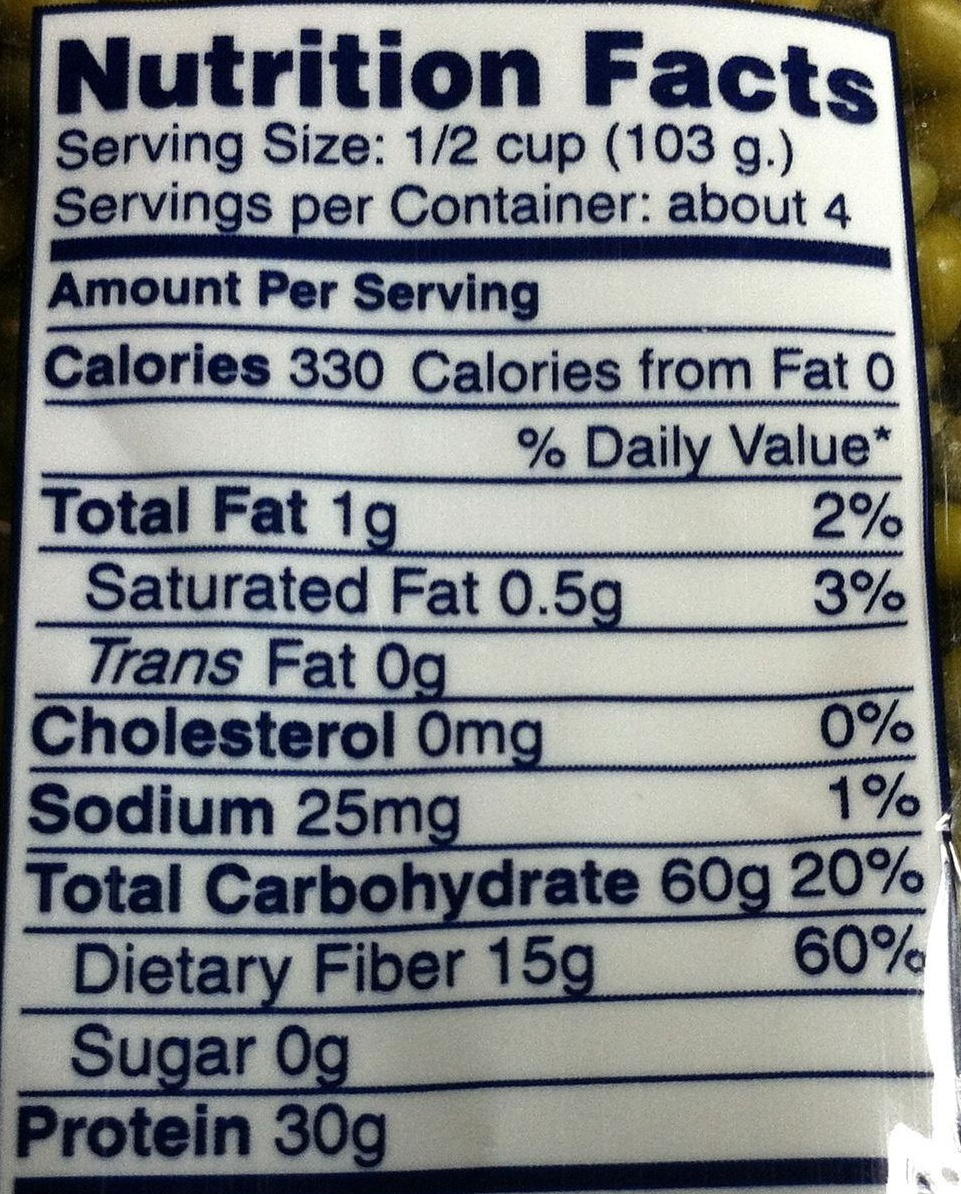 Nutrition Facts
Serving Size: 1/2 cup (103 g.)
Servings per Container: about 4
Amount Per Serving
Calories 330 Calories from Fat 0
% Daily Value*
Total Fat 1g 2%
Saturated Fat 0.5g 3%
Trans Fat 0g
Cholesterol 0mg 0%
Sodium 25mg 1%
Total Carbohydrate 60g 20%
Dietary Fiber 15g 60%
Sugar 0g
Protein 30g